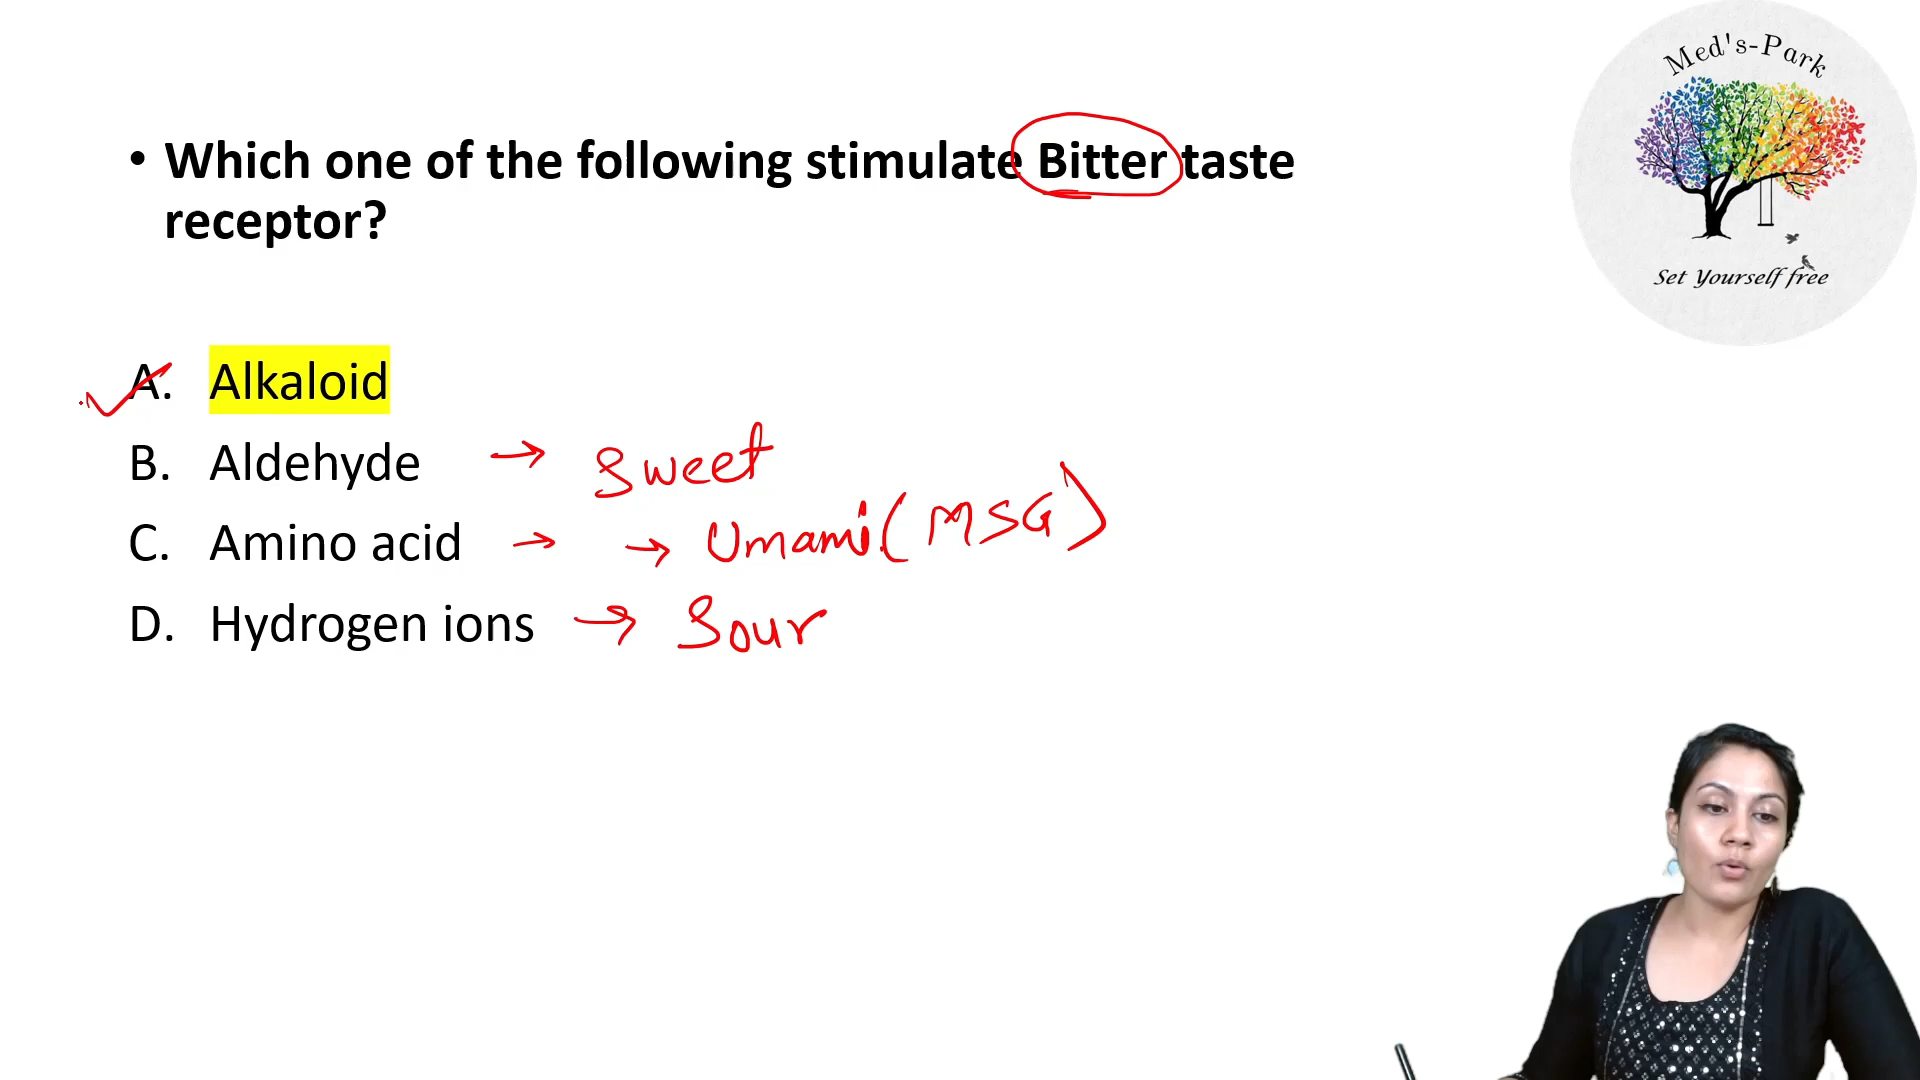 Med's-Park
Set Yourself free
• Which one of the following stimulate Bitter taste
receptor?
A. Alkaloid
B. Aldehyde → Sweet
C. Amino acid → → Umami (MSG)
D. Hydrogen ions → Sour